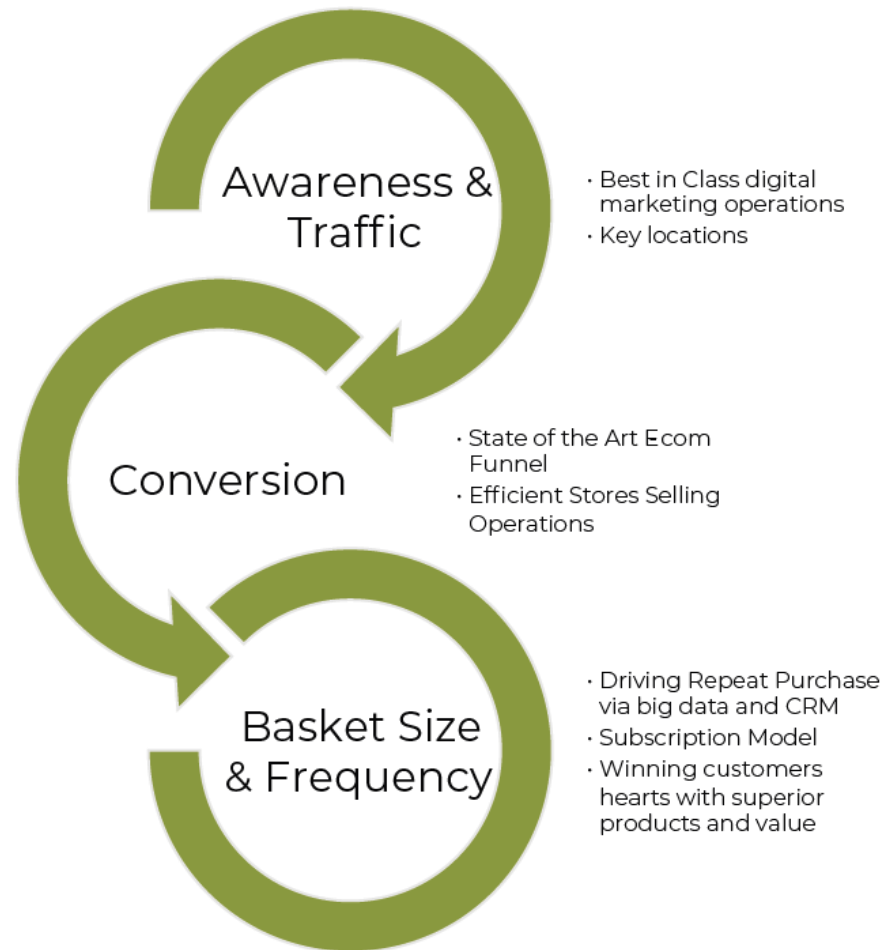 Awareness &
Traffic
· Best in Class digital
marketing operations
· Key locations
Conversion
· State of the Art Ecom
Funnel
· Efficient Stores Selling
Operations
Basket Size
& Frequency
· Driving Repeat Purchase
via big data and CRM
· Subscription Model
· Winning customers
hearts with superior
products and value